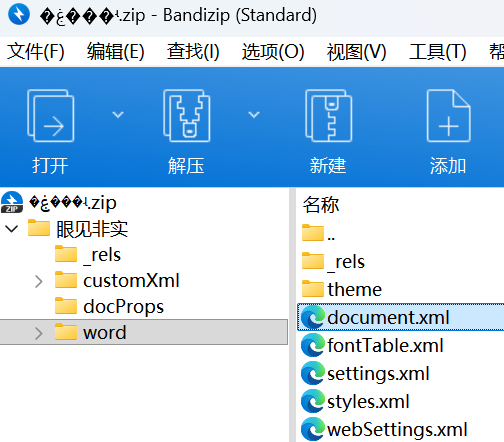 .zip - Bandizip (Standard)
文件(F) 编辑(E) 查找(I) 选项(O) 视图(V) 工具(T)
打开 解压 新建 添加
ZIP
.zip
眼见非实
_rels
customXml
docProps
word
名称
..
_rels
theme
document.xml
fontTable.xml
settings.xml
styles.xml
webSettings.xml